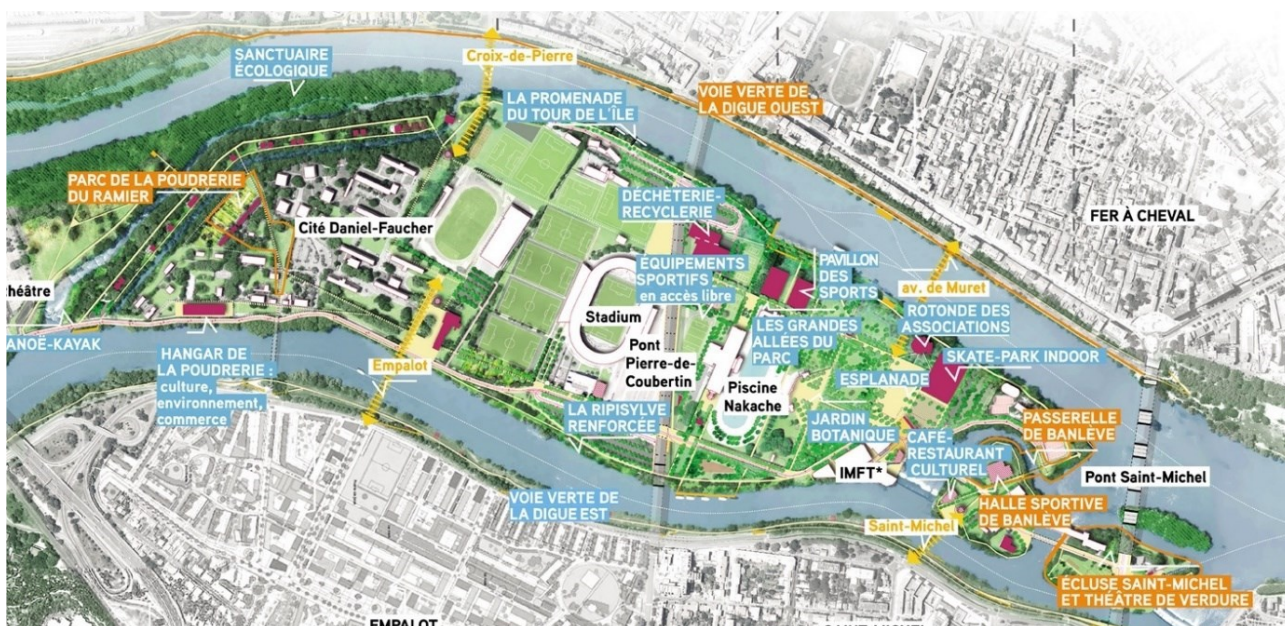 SANCTUAIRE
ÉCOLOGIQUE
Croix-de-Pierre
LA PROMENADE
DU TOUR DE L'ÎLE
VOIE VERTE DE
LA DIGUE OUEST
PARC DE LA POUDRERIE
DU RAMIER
Cité Daniel-Faucher
DÉCHÈTERIE-
RECYCLERIE
FER À CHEVAL
ÉQUIPEMENTS
SPORTIFS
en accès libre
PAVILLON
DES
SPORTS
av. de Muret
héâtre
ANOË-KAYAK
Stadium
ROTONDE DES
ASSOCIATIONS
LES GRANDES
ALLÉES DU
PARC
HANGAR DE
LA POUDRERIE :
culture,
environnement,
commerce
Empalot
Pont
Pierre-de-
Coubertin
SKATE-PARK INDOOR
ESPLANADE
Piscine
Nakache
LA RIPISYLVE
RENFORCÉE
JARDIN
BOTANIQUE
CAFÉ-
RESTAURANT
CULTUREL
PASSERELLE
DE BANLÈVE
IMFT*
Pont Saint-Michel
VOIE VERTE DE
LA DIGUE EST
HALLE SPORTIVE
DE BANLÈVE
Saint-Michel
ÉCLUSE SAINT-MICHEL
ET THÉÂTRE DE VERDURE
EMPALOT
SAINT-MICHEL